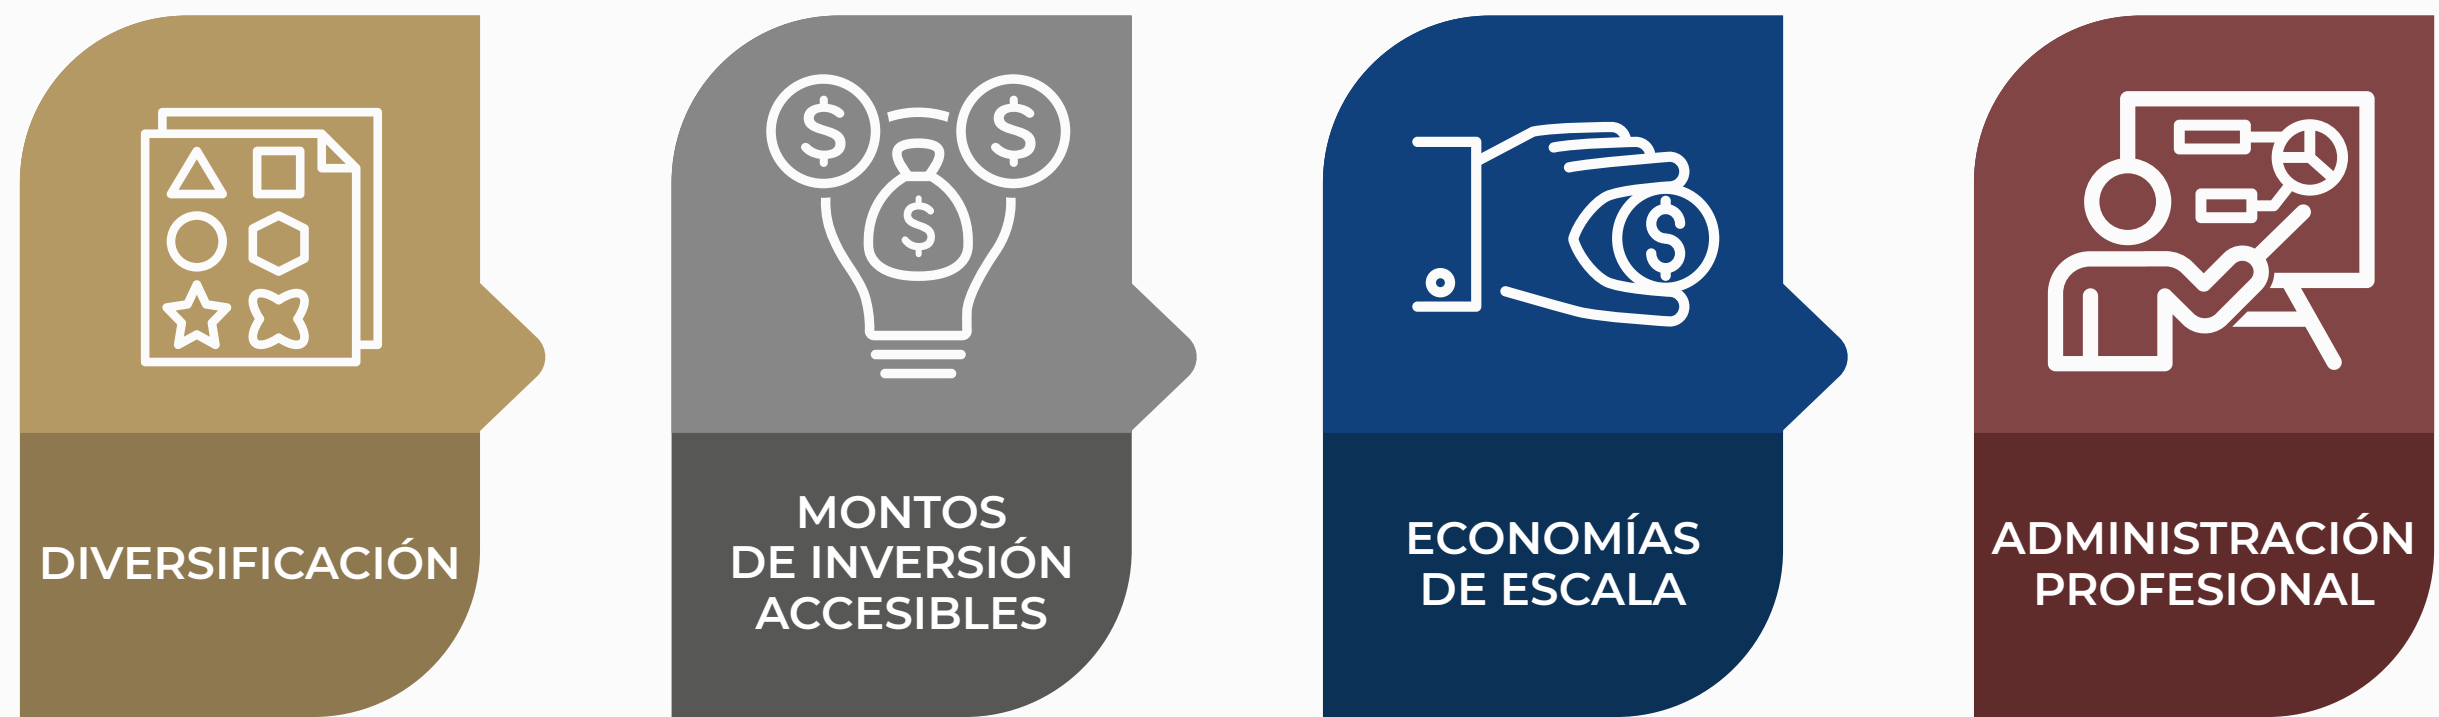 DIVERSIFICACIÓN
MONTOS
DE INVERSIÓN
ACCESIBLES
ECONOMÍAS
DE ESCALA
ADMINISTRACIÓN
PROFESIONAL